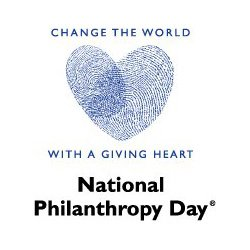 CHANGE THE WORLD
WITH A GIVING HEART
National
Philanthropy Day®